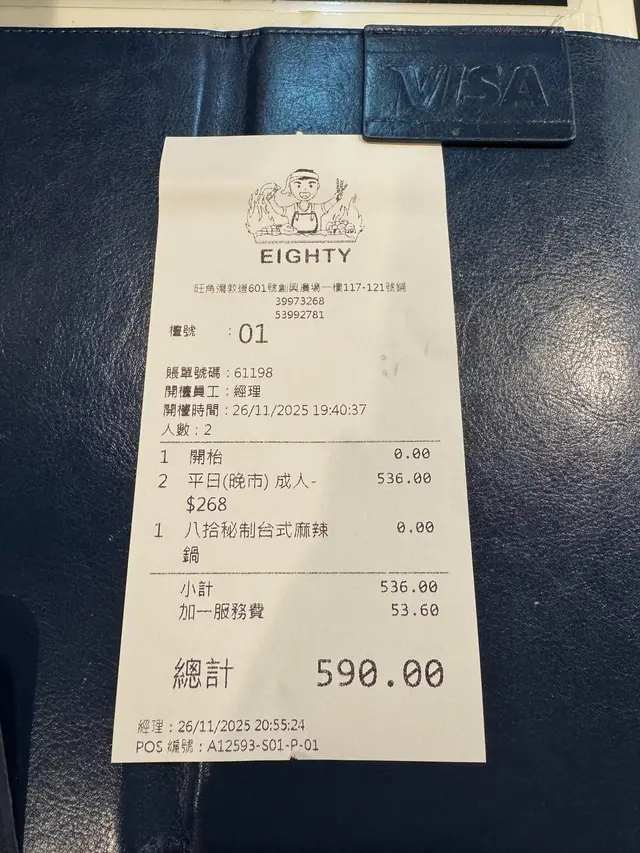 VISA
EIGHTY
旺角彌敦道601號創興廣場一樓117-121號舖
39973268
53992781
檯號 : 01
賬單號碼 : 61198
開檯員工 : 經理
開檯時間 : 26/11/2025 19:40:37
人數 : 2
1 開枱 0.00
2 平日(晚市) 成人- 536.00
$268
1 八拾秘制台式麻辣 0.00
鍋
小計 536.00
加一服務費 53.60
總計 590.00
經理 : 26/11/2025 20:55:24
POS 編號 : A12593-S01-P-01